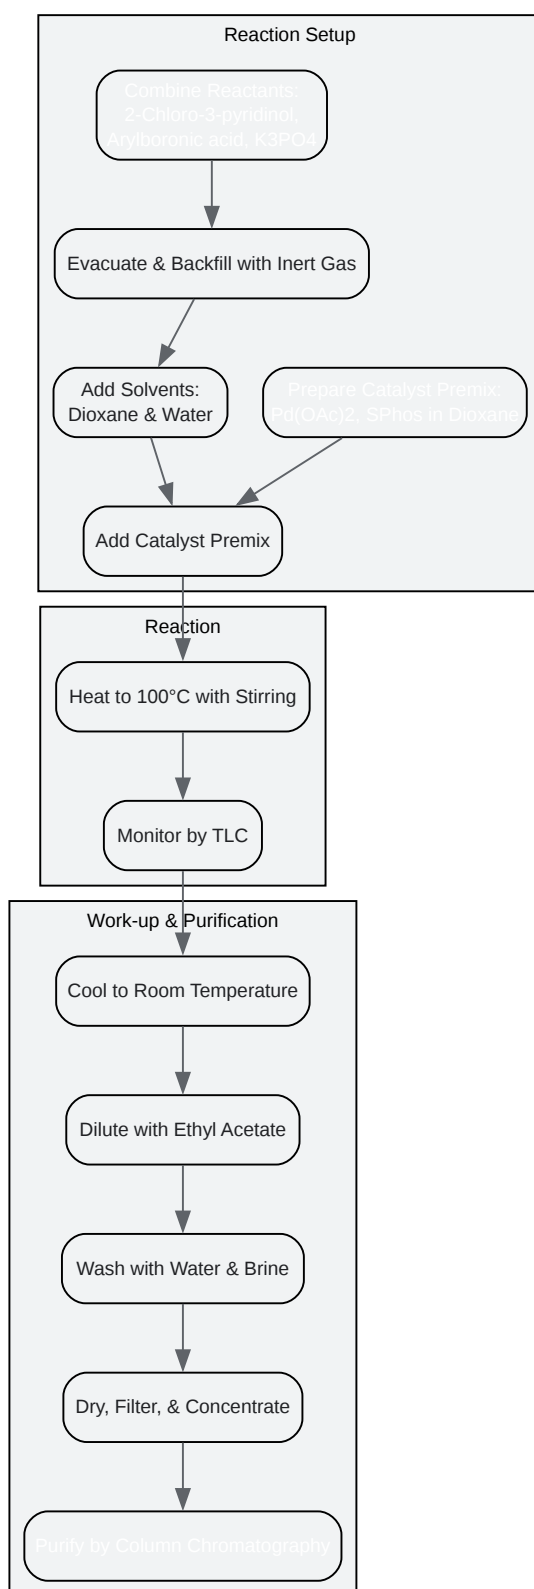 Reaction Setup
Combine Reactants:
2-Chloro-3-pyridinol,
Arylboronic acid, K3PO4
Evacuate & Backfill with Inert Gas
Add Solvents:
Dioxane & Water
Prepare Catalyst Premix:
Pd(OAc)2, SPhos in Dioxane
Add Catalyst Premix
Reaction
Heat to 100°C with Stirring
Monitor by TLC
Work-up & Purification
Cool to Room Temperature
Dilute with Ethyl Acetate
Wash with Water & Brine
Dry, Filter, & Concentrate
Purify by Column Chromatography